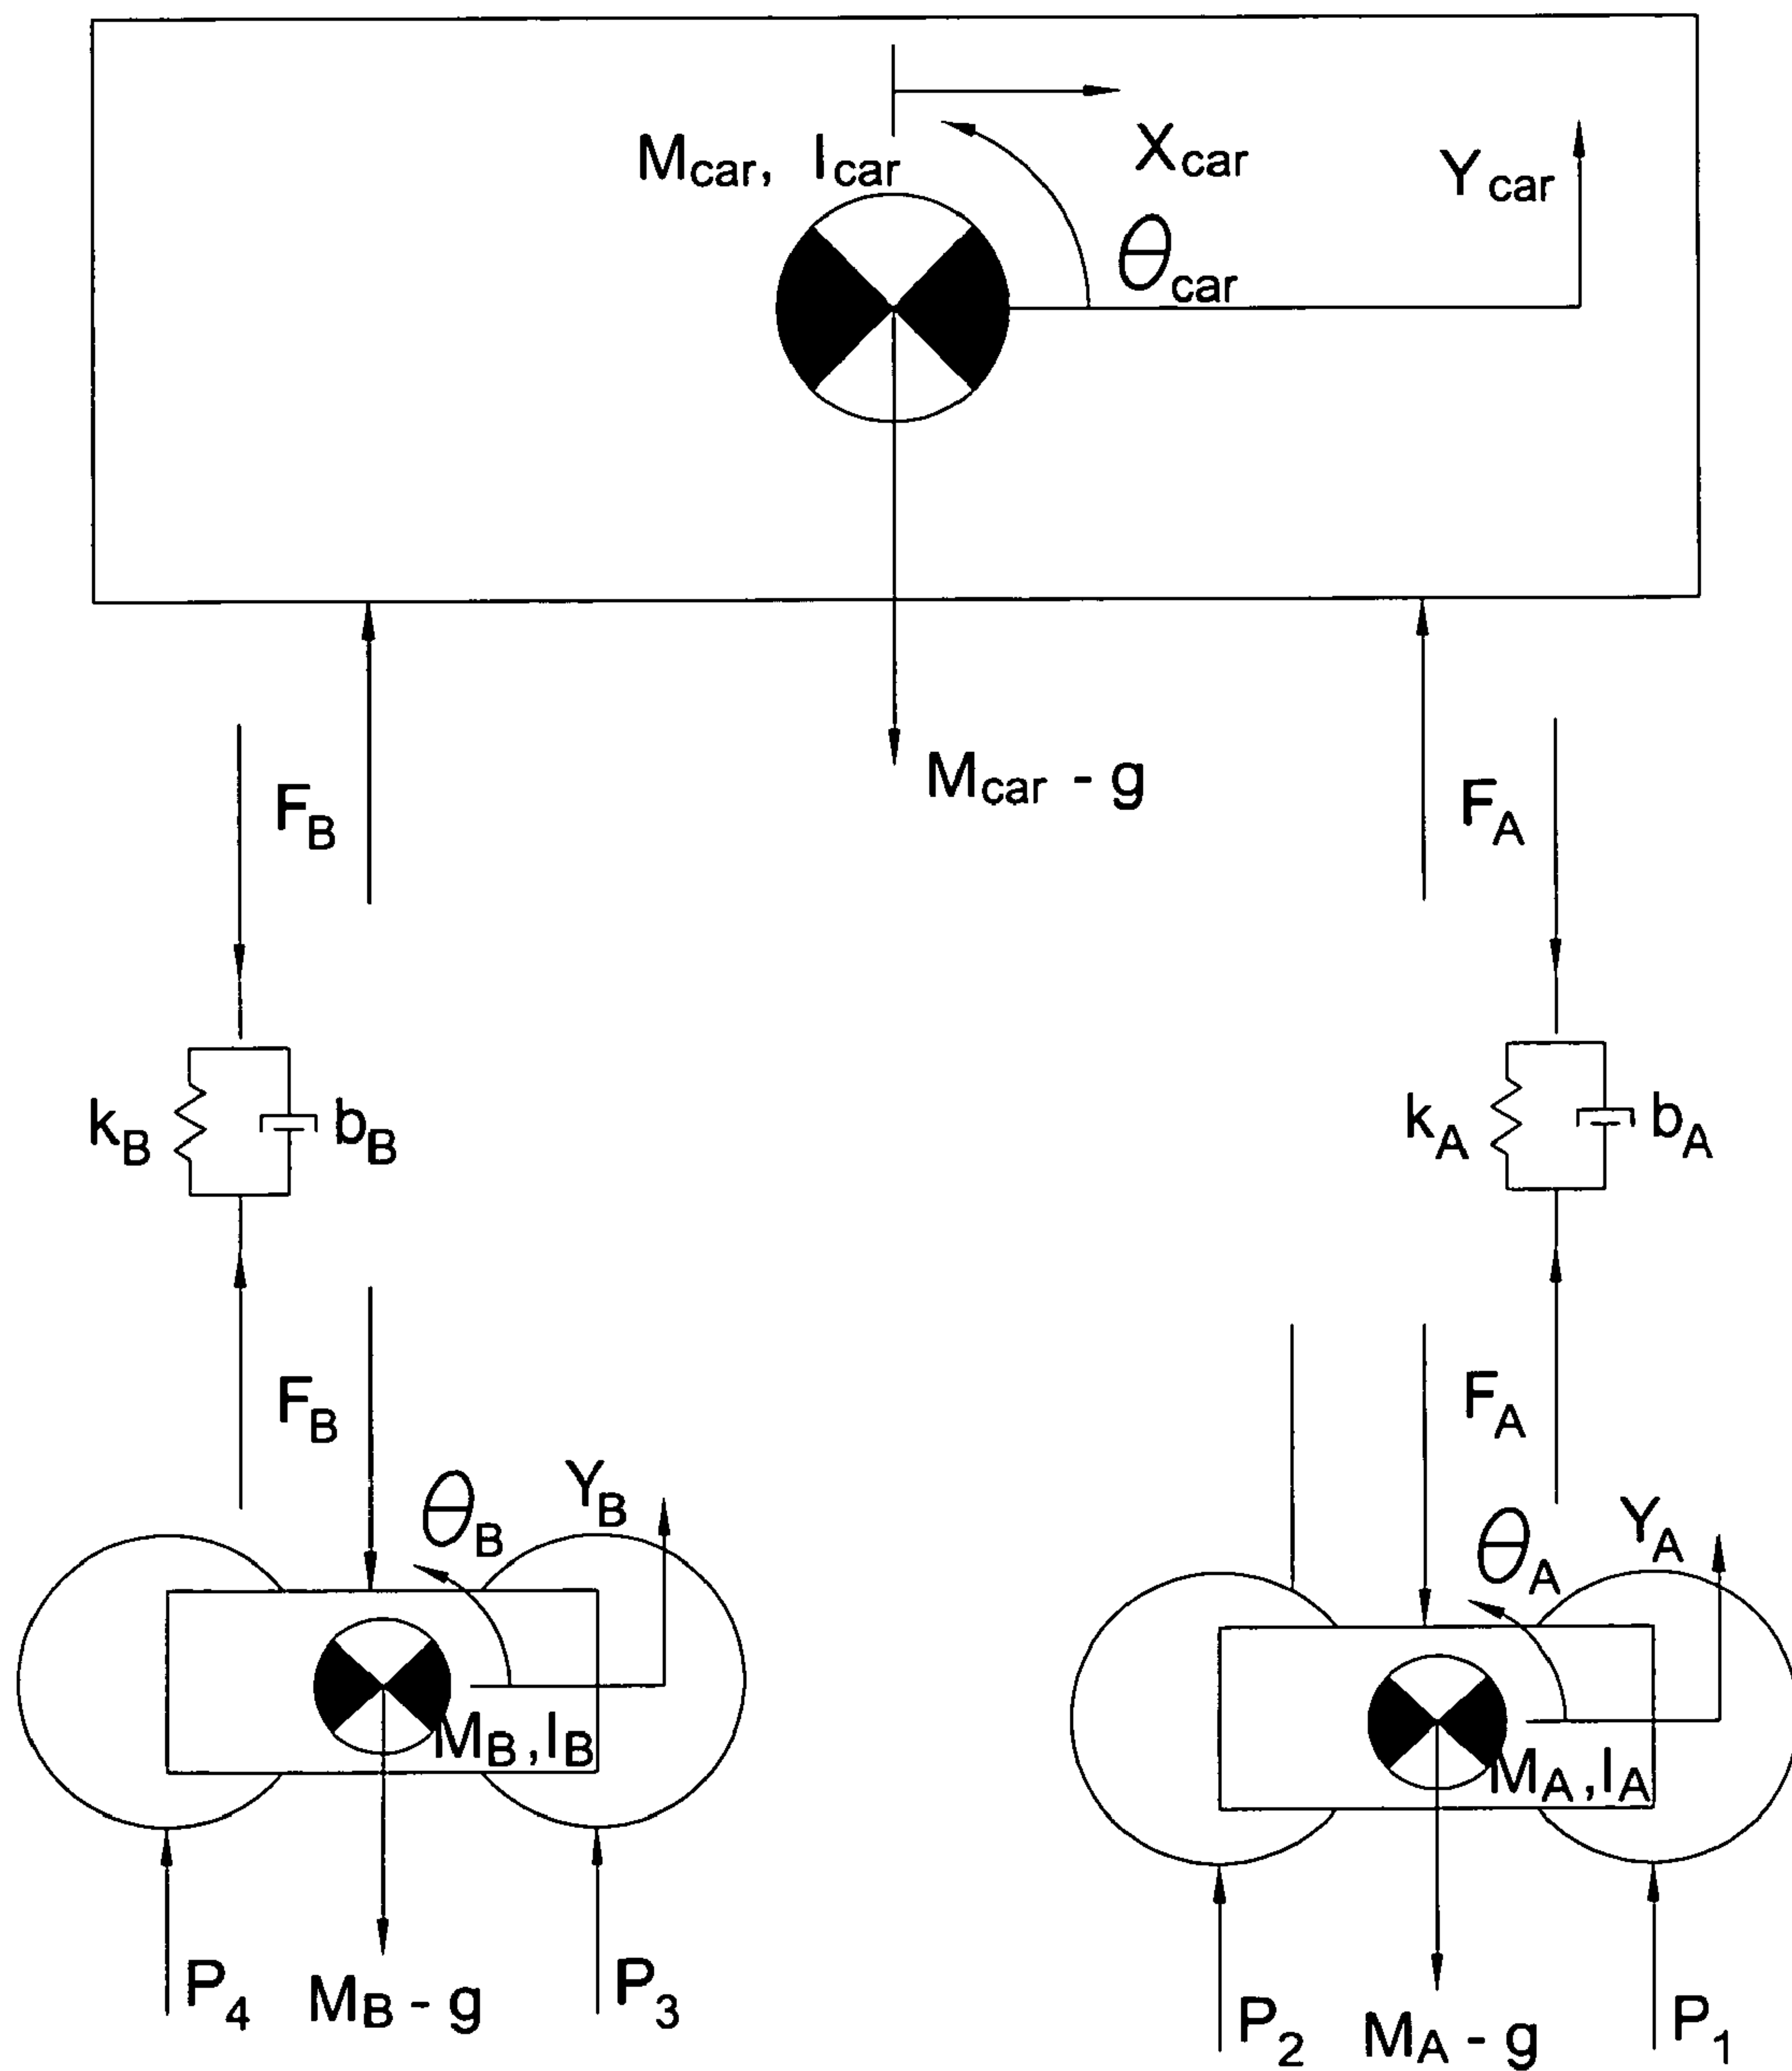 Mcar, Icar
Xcar
Ycar
θcar
Mcar - g
FB
FA
kB
bB
kA
bA
FB
FA
θB
YB
θA
YA
MB, IB
MA, IA
P4
MB - g
P3
P2
MA - g
P1